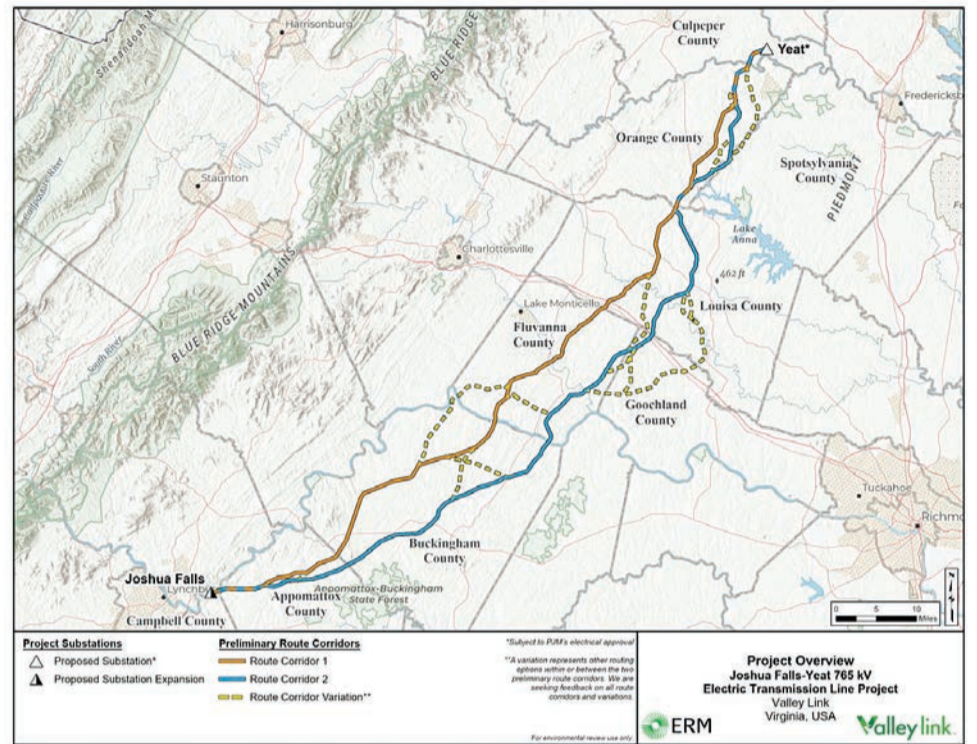 Harrisonburg
Culpeper
County
Yeat*
Shenandoah
BLUE RIDGE
Fredericksb
Orange County
Spotsylvania
County
PIEDMONT
Staunton
Lake
Anna
Charlottesville
462 ft
Louisa County
BLUE RIDGE MOUNTAINS
Lake Monticello
Fluvanna
County
South River
Goochland
County
Tuckahoe
Richm
Buckingham
County
Joshua Falls
Lynchb
Appomattox-Buckingham
State Forest
Appomattox
County
Campbell County
0 5 10
Miles
Project Substations
Proposed Substation*
Proposed Substation Expansion
Preliminary Route Corridors
Route Corridor 1
Route Corridor 2
Route Corridor Variation**
*Subject to PJM's electrical approval
**A variation represents other routing
options within or between the two
preliminary route corridors. We are
seeking feedback on all route
corridors and variations.
For environmental review use only
Project Overview
Joshua Falls-Yeat 765 kV
Electric Transmission Line Project
Valley Link
Virginia, USA
ERM
Valley link